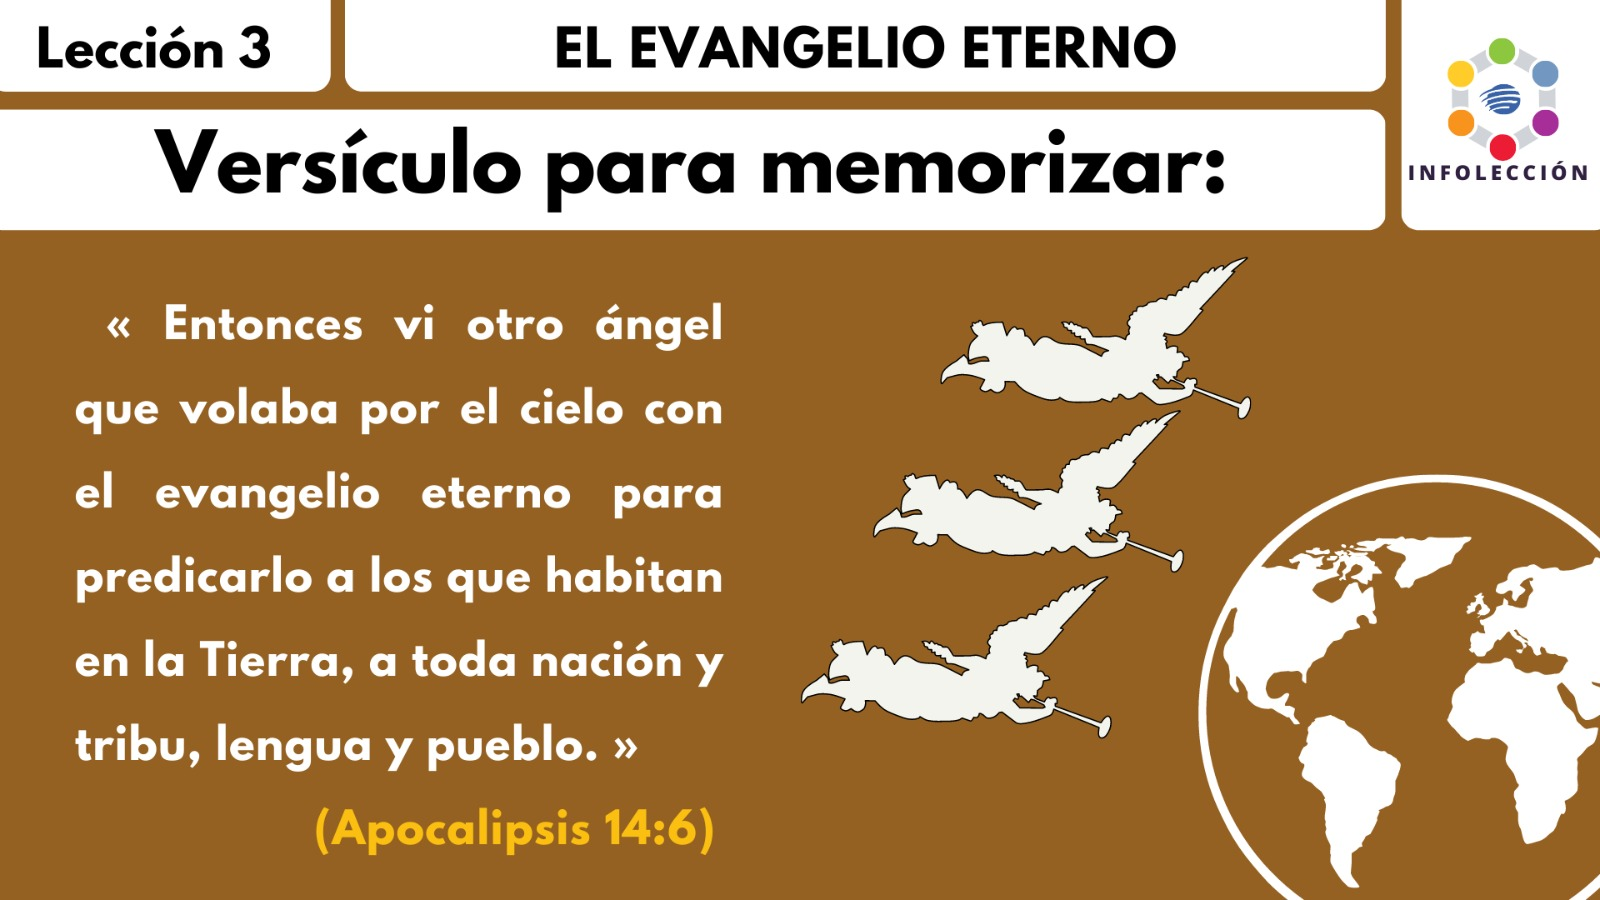 Lección 3
EL EVANGELIO ETERNO
INFOLECCIÓN
Versículo para memorizar:
« Entonces vi otro ángel
que volaba por el cielo con
el evangelio eterno para
predicarlo a los que habitan
en la Tierra, a toda nación y
tribu, lengua y pueblo. »
(Apocalipsis 14:6)